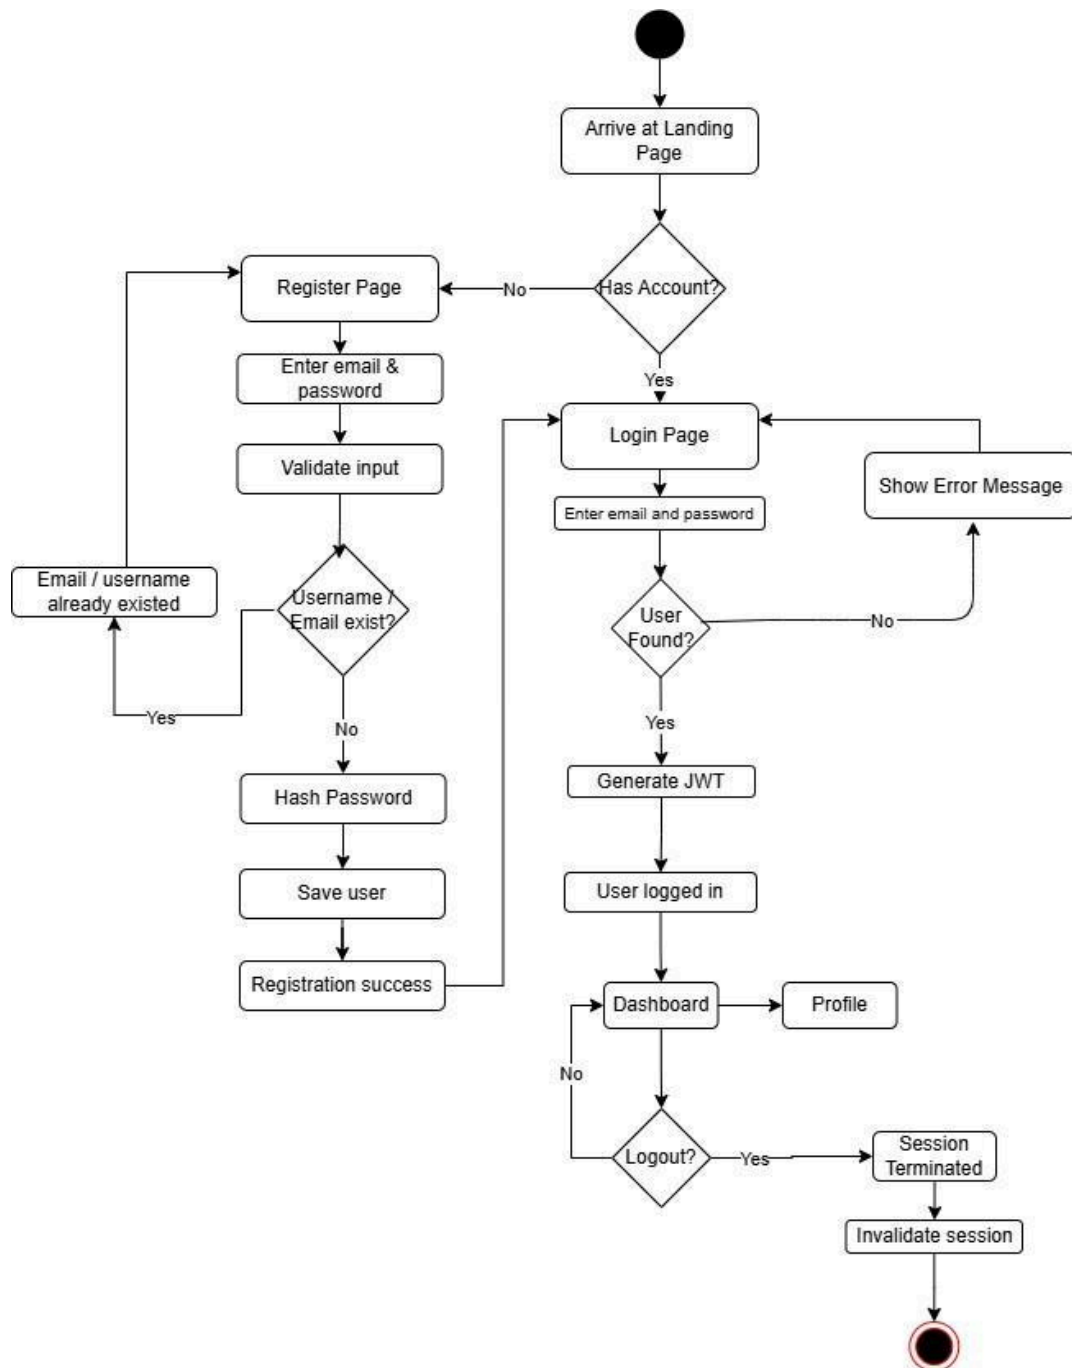 Arrive at Landing
Page
Has Account?
No
Register Page
Yes
Enter email &
password
Login Page
Validate input
Show Error Message
Enter email and password
Email / username
already existed
Username /
Email exist?
User
Found?
No
Yes
No
Yes
Generate JWT
Hash Password
Save user
User logged in
Registration success
Dashboard
Profile
No
Logout?
Yes
Session
Terminated
Invalidate session